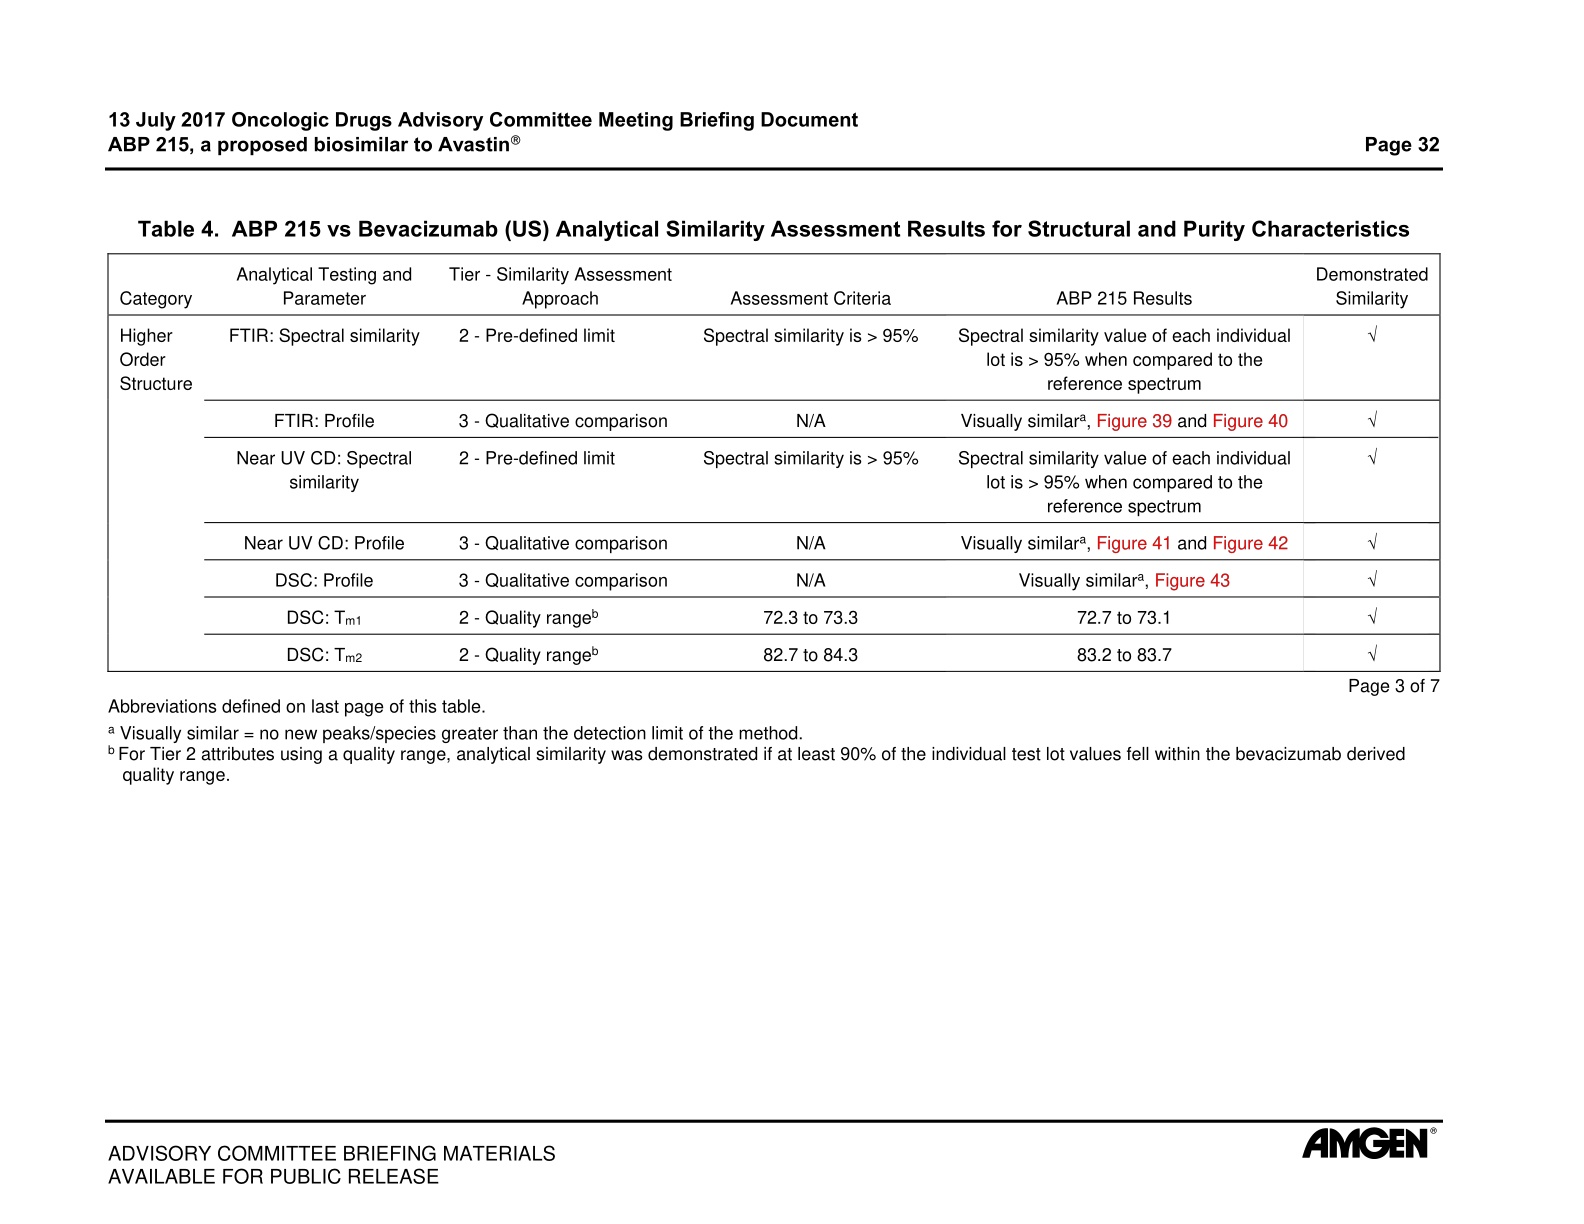 13 July 2017 Oncologic Drugs Advisory Committee Meeting Briefing Document
ABP 215, a proposed biosimilar to Avastin® Page 32
Table 4. ABP 215 vs Bevacizumab (US) Analytical Similarity Assessment Results for Structural and Purity Characteristics
Category Analytical Testing and Parameter Tier - Similarity Assessment Approach Assessment Criteria ABP 215 Results Demonstrated Similarity
Higher Order Structure FTIR: Spectral similarity 2 - Pre-defined limit Spectral similarity is > 95% Spectral similarity value of each individual lot is > 95% when compared to the reference spectrum √
FTIR: Profile 3 - Qualitative comparison N/A Visually similarᵃ, Figure 39 and Figure 40 √
Near UV CD: Spectral similarity 2 - Pre-defined limit Spectral similarity is > 95% Spectral similarity value of each individual lot is > 95% when compared to the reference spectrum √
Near UV CD: Profile 3 - Qualitative comparison N/A Visually similarᵃ, Figure 41 and Figure 42 √
DSC: Profile 3 - Qualitative comparison N/A Visually similarᵃ, Figure 43 √
DSC: Tm1 2 - Quality rangeᵇ 72.3 to 73.3 72.7 to 73.1 √
DSC: Tm2 2 - Quality rangeᵇ 82.7 to 84.3 83.2 to 83.7 √
Page 3 of 7
Abbreviations defined on last page of this table.
ᵃ Visually similar = no new peaks/species greater than the detection limit of the method.
ᵇ For Tier 2 attributes using a quality range, analytical similarity was demonstrated if at least 90% of the individual test lot values fell within the bevacizumab derived
quality range.
ADVISORY COMMITTEE BRIEFING MATERIALS
AVAILABLE FOR PUBLIC RELEASE
AMGEN®